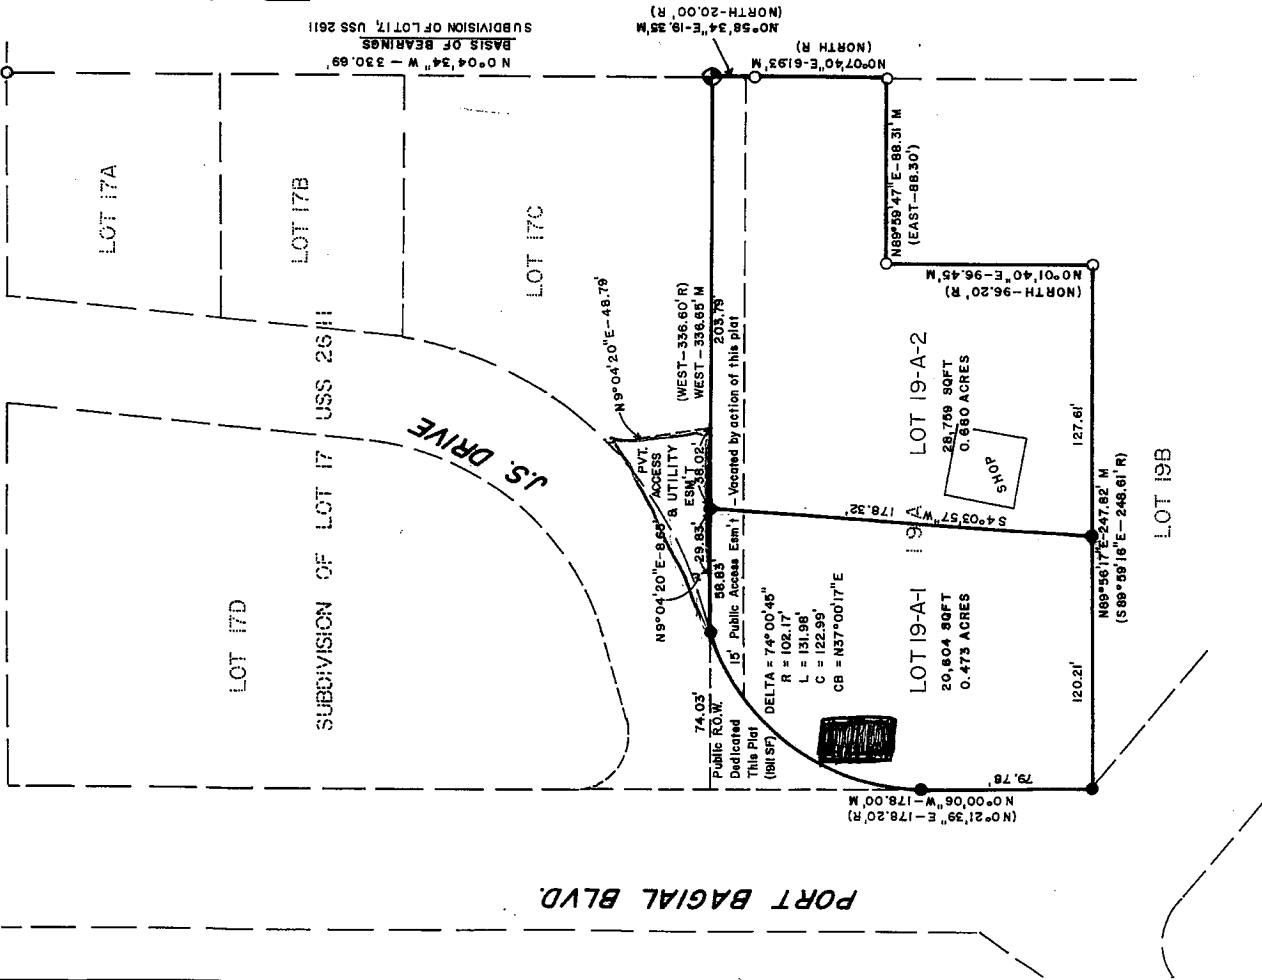 SUBDIVISION OF LOT 17, USS 2611
BASIS OF BEARINGS
N 0°04'34" W — 330.69'
(NORTH-20.00' R)
N0°58'34"E-19.35'M
(NORTH R)
N0°07'40"E-61.93' M
LOT 17A
LOT 17B
LOT 17C
LOT 17D
SUBDIVISION OF LOT 17 USS 2611
J.S. DRIVE
N89°59'47"E-88.31' M
(EAST-88.30')
N0°01'40"E-96.45'M
(NORTH-96.20' R)
N9°04'20"E-48.79'
(WEST-336.60' R)
WEST-336.65' M
203.79'
PVT.
ACCESS
& UTILITY
ESM'T
38.02'
29.83'
N9°04'20"E-8.65'
58.83'
15' Public Access Esm't - Vacated by action of this plat
DELTA = 74°00'45"
R = 102.17'
L = 131.98'
C = 122.99'
CB = N37°00'17"E
74.03'
Public R.O.W.
Dedicated
This Plat
(1911 SF)
LOT 19-A-2
28,759 SQFT
0.660 ACRES
SHOP
19A
178.32'
S4°03'57"W
LOT 19-A-1
20,604 SQFT
0.473 ACRES
127.61'
120.21'
N89°56'17"E-247.82' M
(S89°59'16"E-248.61' R)
LOT 19B
79.78'
N0°00'06"W-178.00' M
(N0°21'39"E-178.20' R)
PORT BAGIAL BLVD.